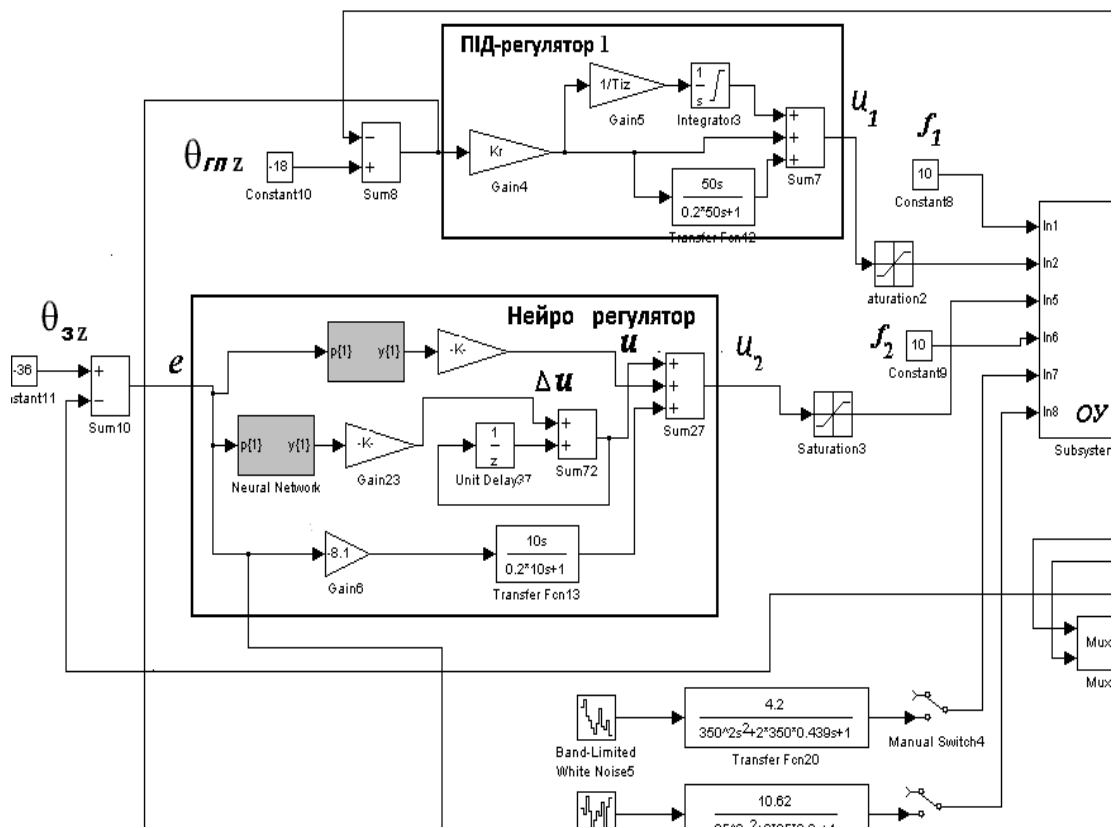 ПІД-регулятор 1
1/Tiz
Gain5
1
s
Integrator3
+
+
+
Sum7
u1
Kr
Gain4
50s
0.2*50s+1
Transfer Fcn12
θгп z
-18
Constant10
−
+
Sum8
f1
10
Constant8
aturation2
In1
In2
In5
In6
In7
In8
ОУ
Subsystem
θз z
-36
nstant11
+
−
Sum10
e
Нейро регулятор
p{1} y{1}
-K-
u
Δu
+
+
+
Sum27
u2
f2
10
Constant9
Saturation3
p{1} y{1}
Neural Network
-K-
Gain23
1
z
Unit Delay37
+
+
Sum72
-8.1
Gain6
10s
0.2*10s+1
Transfer Fcn13
Mux
Mux
Band-Limited
White Noise5
4.2
350^2s2+2*350*0.439s+1
Transfer Fcn20
Manual Switch4
10.62